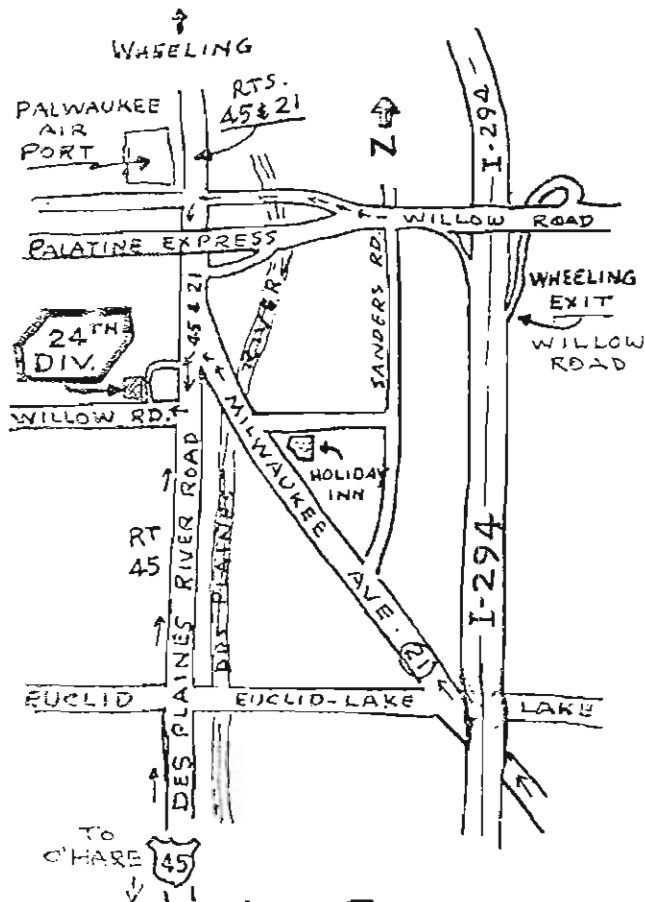 WHEELING
RTS.
45 & 21
PALWAUKEE
AIR
PORT
N
I-294
WILLOW ROAD
PALATINE EXPRESS
SANDERS RD.
RIVER
WHEELING
EXIT
WILLOW
ROAD
45 & 21
24TH
DIV.
WILLOW RD.
MILWAUKEE AVE. 21
HOLIDAY
INN
RT
45
DES PLAINES RIVER ROAD
DES PLAINES
I-294
EUCLID
EUCLID-LAKE
LAKE
TO
O'HARE
45